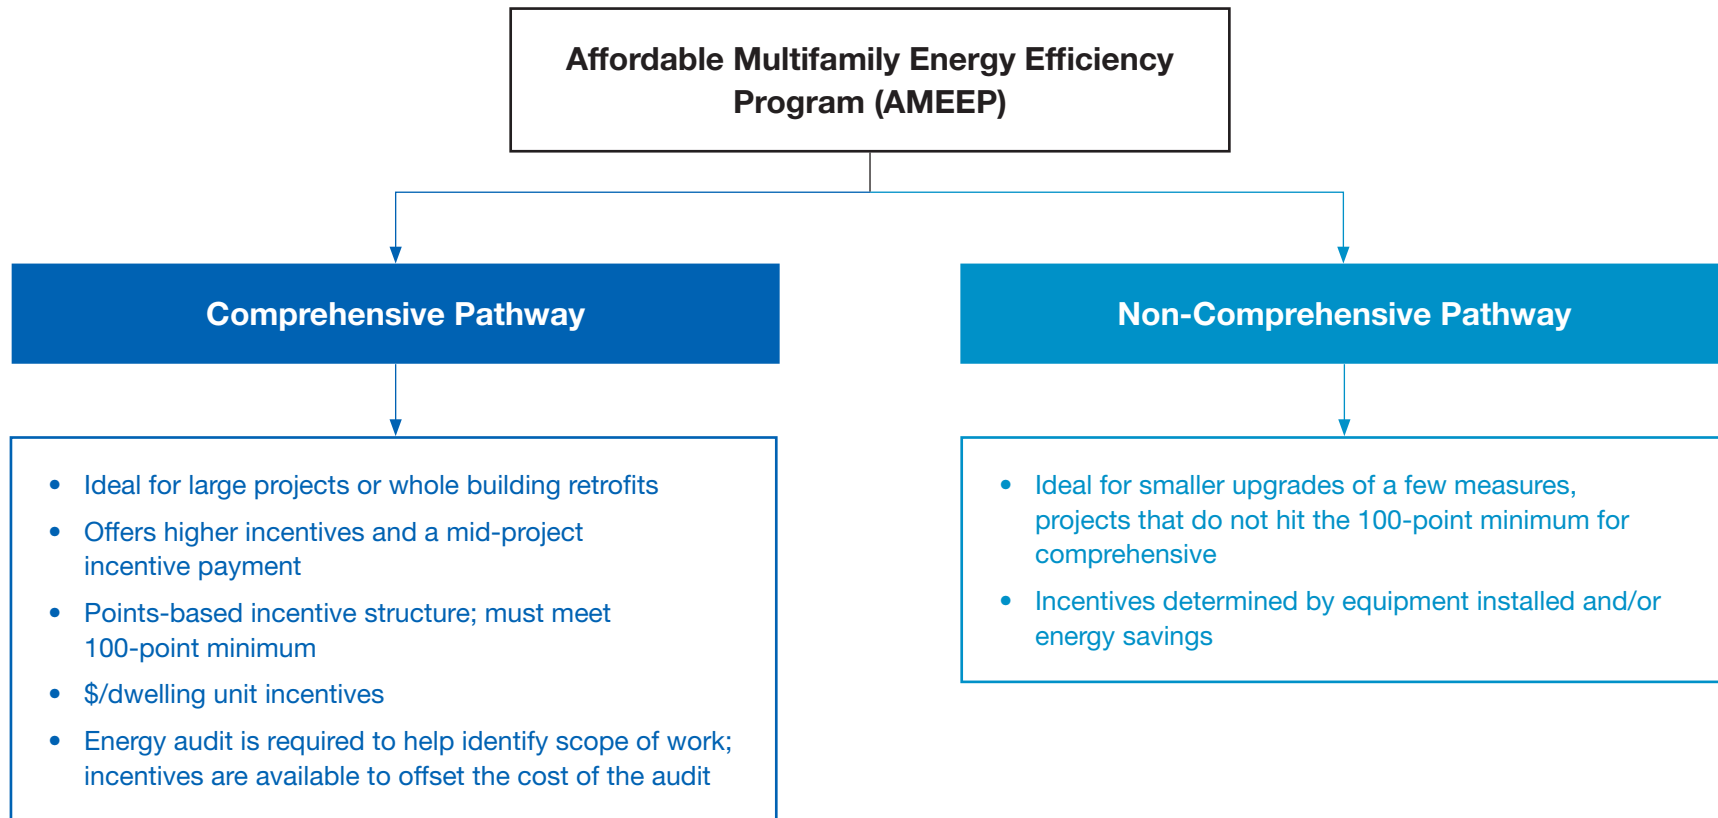 Affordable Multifamily Energy Efficiency
Program (AMEEP)
Comprehensive Pathway
Non-Comprehensive Pathway
• Ideal for large projects or whole building retrofits
• Offers higher incentives and a mid-project
incentive payment
• Points-based incentive structure; must meet
100-point minimum
• $/dwelling unit incentives
• Energy audit is required to help identify scope of work;
incentives are available to offset the cost of the audit
• Ideal for smaller upgrades of a few measures,
projects that do not hit the 100-point minimum for
comprehensive
• Incentives determined by equipment installed and/or
energy savings